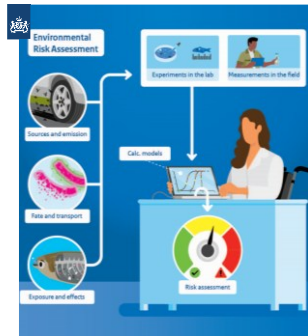 Environmental
Risk Assessment
Experiments in the lab
Measurements in the field
Sources and emission
Calc. models
Fate and transport
Exposure and effects
Risk assessment